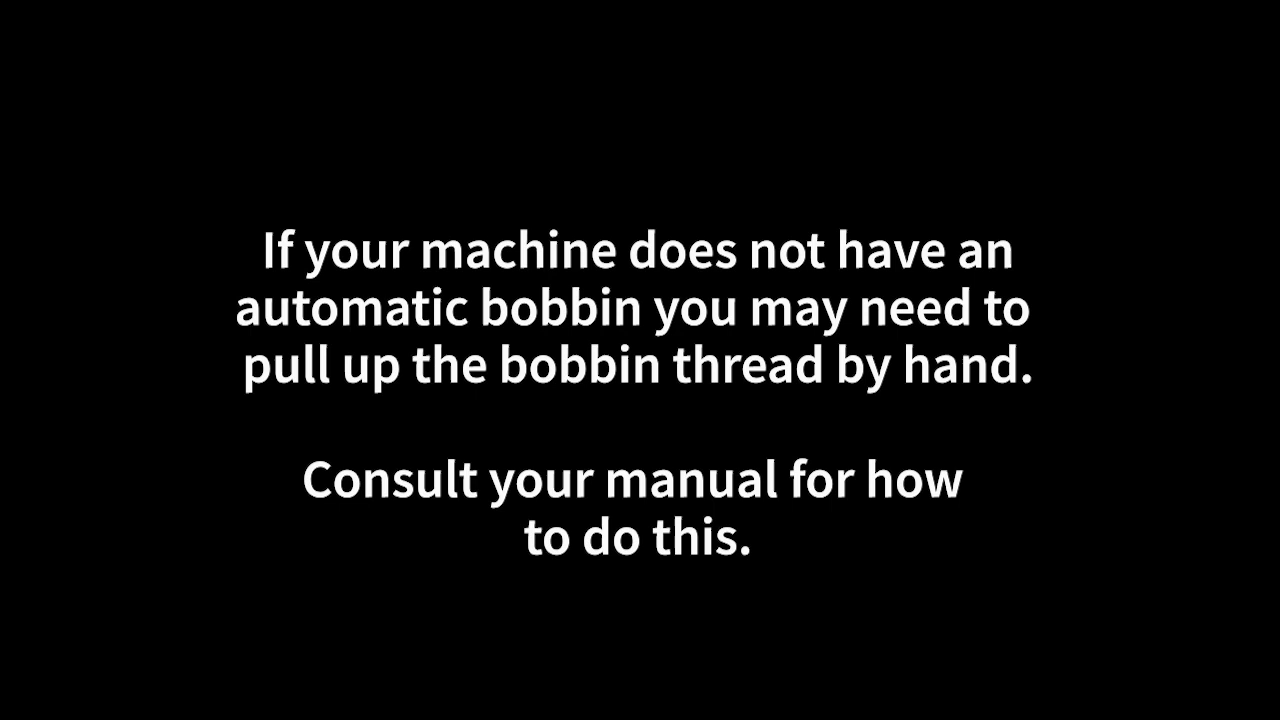 If your machine does not have an
automatic bobbin you may need to
pull up the bobbin thread by hand.
Consult your manual for how
to do this.